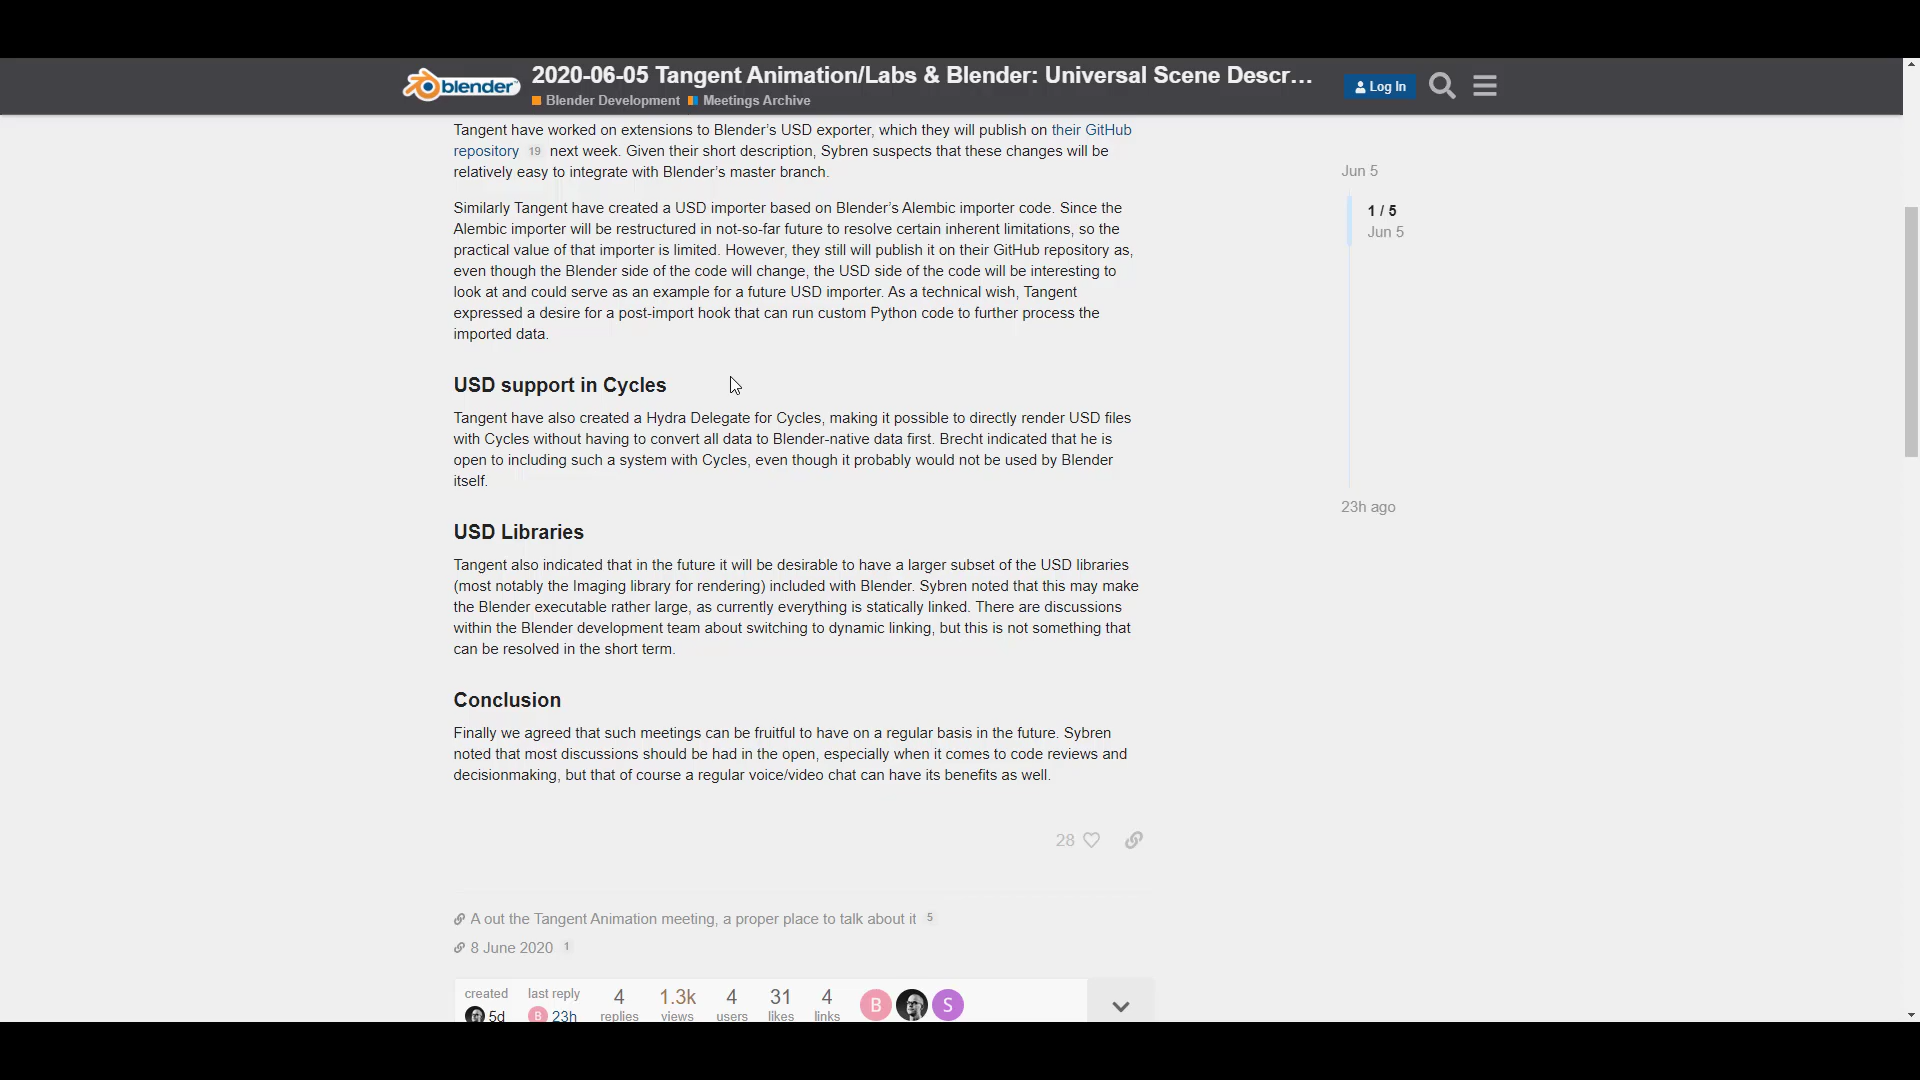 blender
2020-06-05 Tangent Animation/Labs & Blender: Universal Scene Descr...
Blender Development Meetings Archive
Log In
Tangent have worked on extensions to Blender's USD exporter, which they will publish on their GitHub
repository 19 next week. Given their short description, Sybren suspects that these changes will be
relatively easy to integrate with Blender's master branch.
Similarly Tangent have created a USD importer based on Blender's Alembic importer code. Since the
Alembic importer will be restructured in not-so-far future to resolve certain inherent limitations, so the
practical value of that importer is limited. However, they still will publish it on their GitHub repository as,
even though the Blender side of the code will change, the USD side of the code will be interesting to
look at and could serve as an example for a future USD importer. As a technical wish, Tangent
expressed a desire for a post-import hook that can run custom Python code to further process the
imported data.
USD support in Cycles
Tangent have also created a Hydra Delegate for Cycles, making it possible to directly render USD files
with Cycles without having to convert all data to Blender-native data first. Brecht indicated that he is
open to including such a system with Cycles, even though it probably would not be used by Blender
itself.
USD Libraries
Tangent also indicated that in the future it will be desirable to have a larger subset of the USD libraries
(most notably the Imaging library for rendering) included with Blender. Sybren noted that this may make
the Blender executable rather large, as currently everything is statically linked. There are discussions
within the Blender development team about switching to dynamic linking, but this is not something that
can be resolved in the short term.
Conclusion
Finally we agreed that such meetings can be fruitful to have on a regular basis in the future. Sybren
noted that most discussions should be had in the open, especially when it comes to code reviews and
decisionmaking, but that of course a regular voice/video chat can have its benefits as well.
28
A out the Tangent Animation meeting, a proper place to talk about it 5
8 June 2020 1
created last reply 4 1.3k 4 31 4 B S
5d B 23h replies views users likes links
Jun 5
1 / 5
Jun 5
23h ago